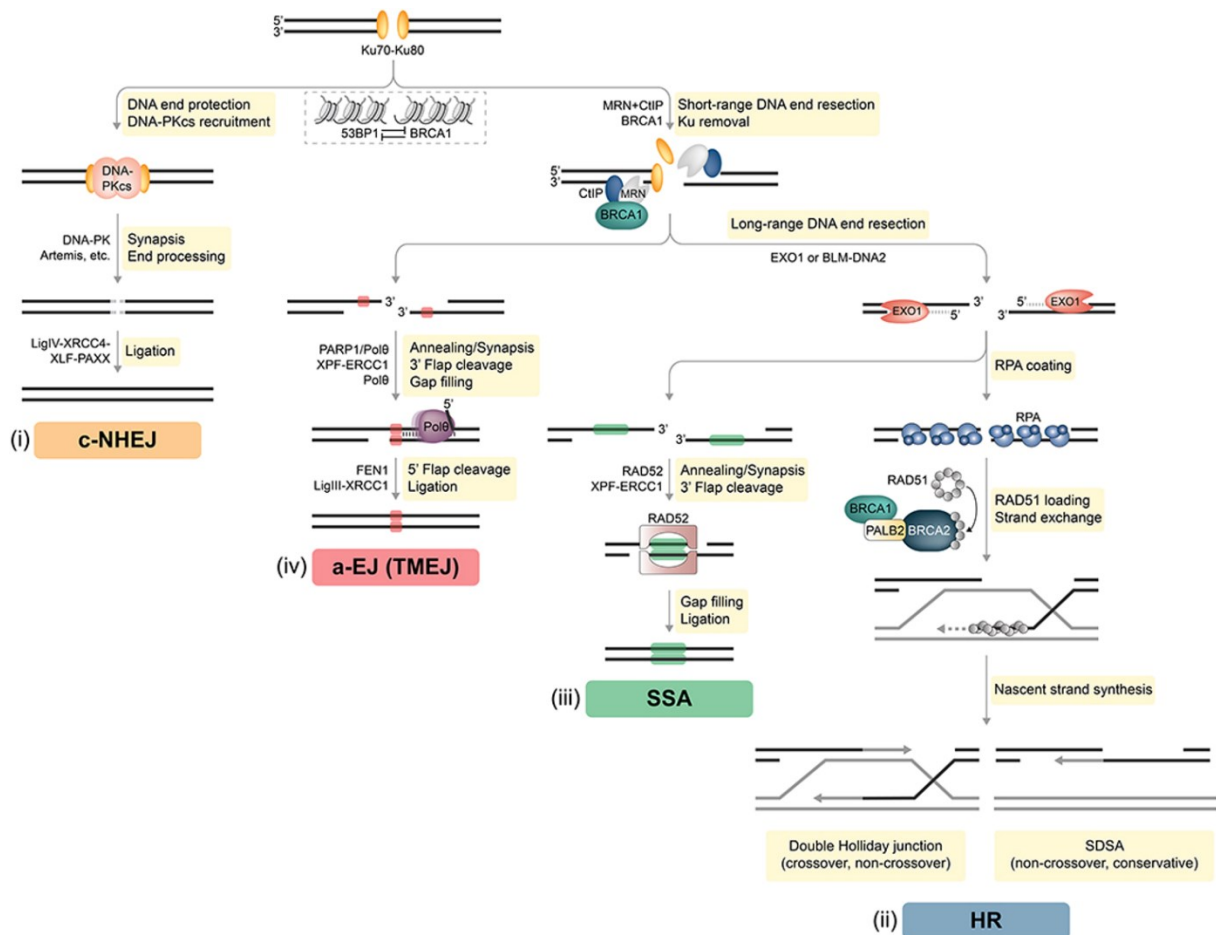 5'
3'
Ku70-Ku80
DNA end protection
DNA-PKcs recruitment
53BP1
BRCA1
MRN+CtIP
BRCA1
Short-range DNA end resection
Ku removal
DNA-
PKcs
5'
3'
CtIP
MRN
BRCA1
DNA-PK
Artemis, etc.
Synapsis
End processing
Long-range DNA end resection
EXO1 or BLM-DNA2
3'
3'
EXO1
5'
3'
5'
3'
EXO1
LigIV-XRCC4-
XLF-PAXX
Ligation
(i) c-NHEJ
PARP1/Polθ
XPF-ERCC1
Polθ
Annealing/Synapsis
3' Flap cleavage
Gap filling
5'
Polθ
FEN1
LigIII-XRCC1
5' Flap cleavage
Ligation
(iv) a-EJ (TMEJ)
3'
3'
RAD52
XPF-ERCC1
Annealing/Synapsis
3' Flap cleavage
RAD52
Gap filling
Ligation
(iii) SSA
RPA coating
RPA
RAD51
BRCA1
PALB2
BRCA2
RAD51 loading
Strand exchange
Nascent strand synthesis
Double Holliday junction
(crossover, non-crossover)
SDSA
(non-crossover, conservative)
(ii) HR